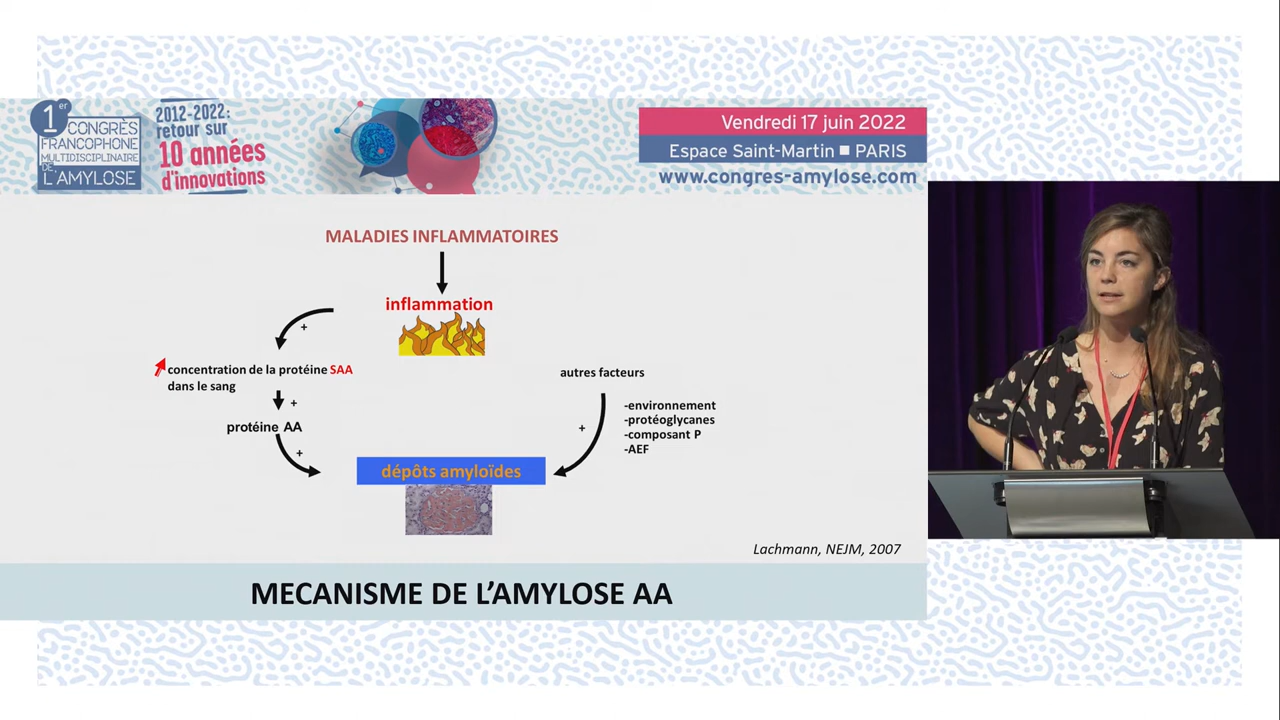 1er
CONGRÈS
FRANCOPHONE
MULTIDISCIPLINAIRE
DE
L'AMYLOSE
2012-2022:
retour sur
10 années
d'innovations
Vendredi 17 juin 2022
Espace Saint-Martin ■ PARIS
www.congres-amylose.com
MALADIES INFLAMMATOIRES
inflammation
+
concentration de la protéine SAA
dans le sang
+
protéine AA
+
autres facteurs
+
-environnement
-protéoglycanes
-composant P
-AEF
dépôts amyloïdes
Lachmann, NEJM, 2007
MECANISME DE L'AMYLOSE AA